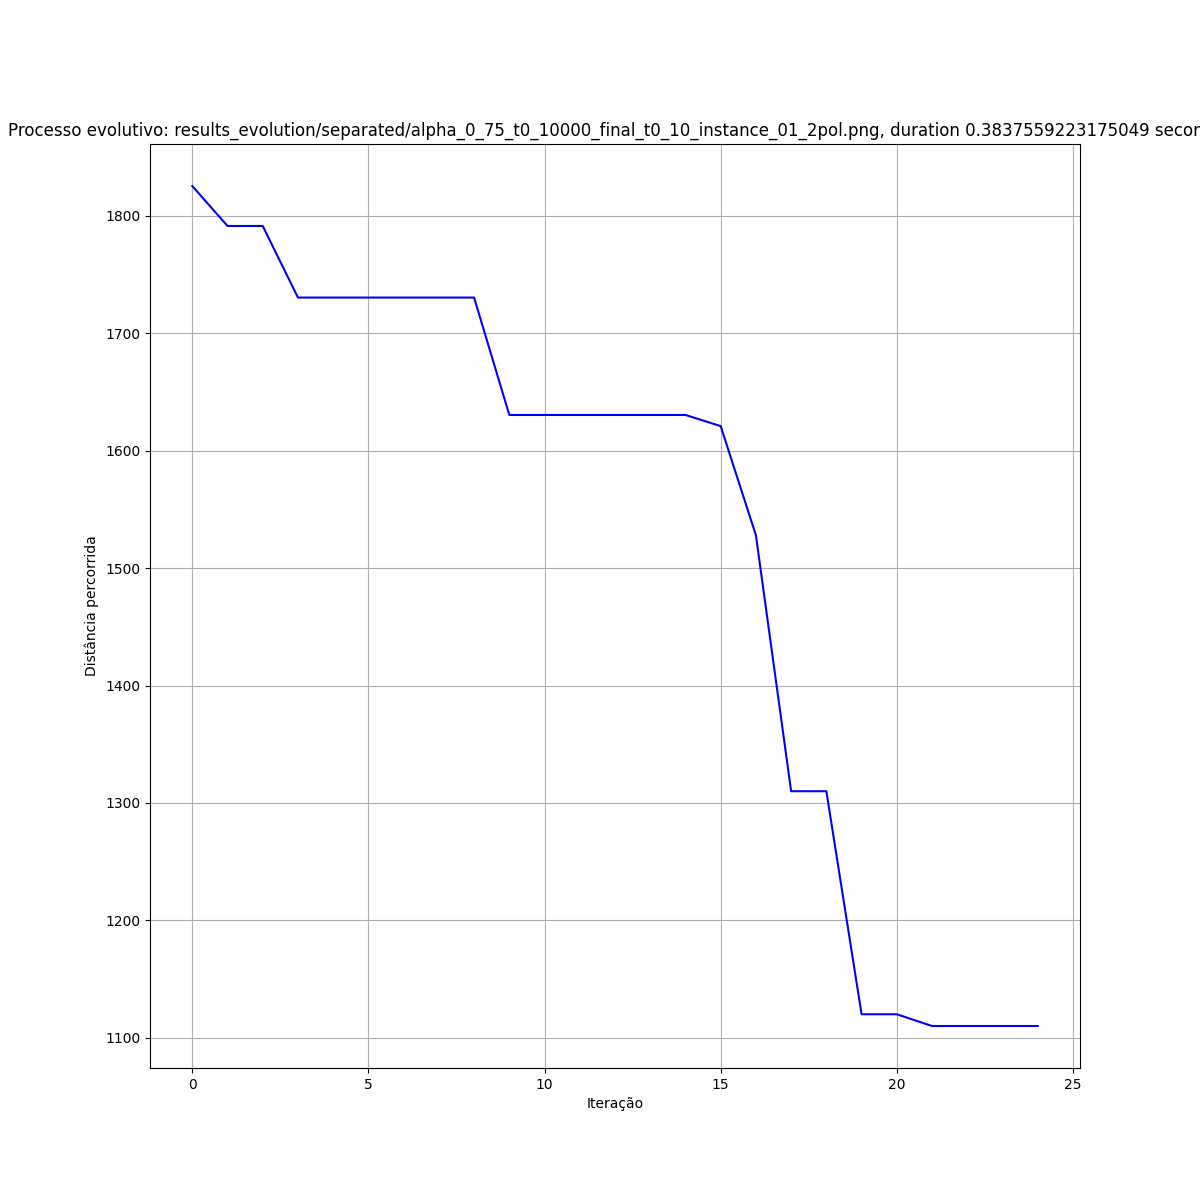 Processo evolutivo: results_evolution/separated/alpha_0_75_t0_10000_final_t0_10_instance_01_2pol.png, duration 0.3837559223175049 secor
1800
1700
1600
1500
1400
1300
1200
1100
Distância percorrida
0 5 10 15 20 25
Iteração